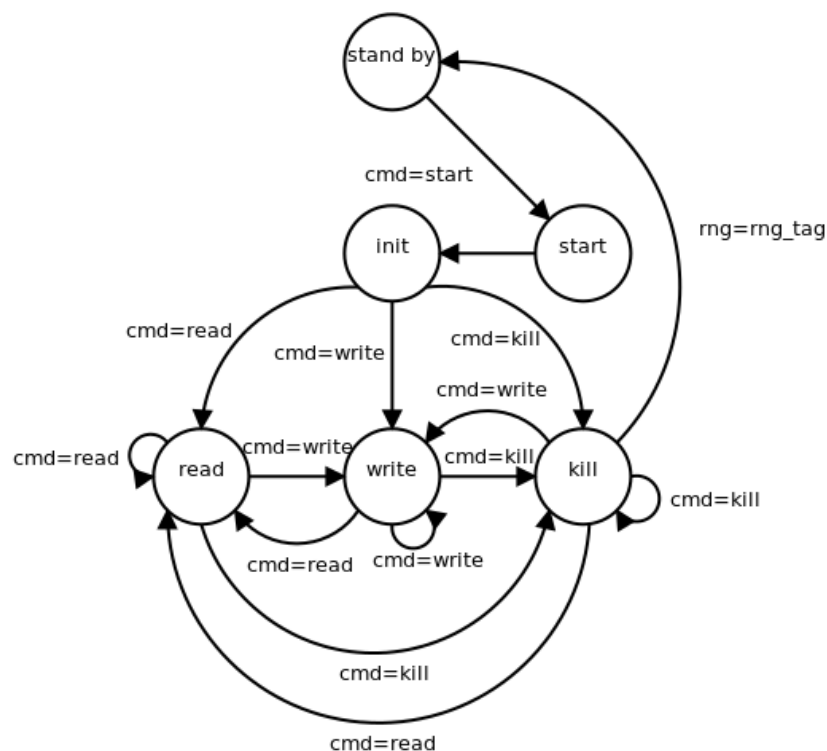 stand by
cmd=start
rng=rng_tag
init
start
cmd=read
cmd=write
cmd=kill
cmd=write
cmd=read
read
cmd=write
write
cmd=kill
kill
cmd=kill
cmd=read
cmd=write
cmd=kill
cmd=read